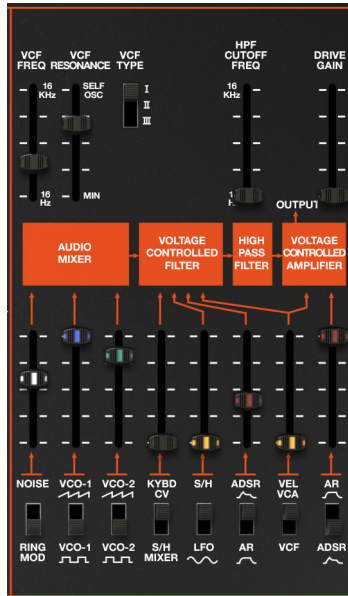 VCF
FREQ
VCF
RESONANCE
VCF
TYPE
HPF
CUTOFF
FREQ
DRIVE
GAIN
16
KHz
SELF
OSC
I
II
III
16
KHz
16
Hz
MIN
OUTPUT
AUDIO
MIXER
VOLTAGE
CONTROLLED
FILTER
HIGH
PASS
FILTER
VOLTAGE
CONTROLLED
AMPLIFIER
NOISE
VCO-1
VCO-2
KYBD
CV
S/H
ADSR
VEL
VCA
AR
RING
MOD
VCO-1
VCO-2
S/H
MIXER
LFO
AR
VCF
ADSR